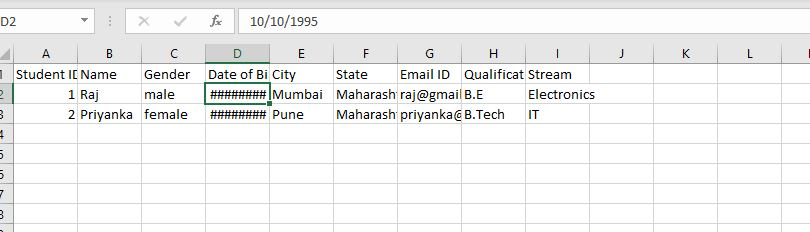 D2 fx 10/10/1995
A B C D E F G H I J K L
1 Student ID Name Gender Date of Bi City State Email ID Qualificat Stream
2 1 Raj male ######## Mumbai Maharash raj@gmail B.E Electronics
3 2 Priyanka female ######## Pune Maharash priyanka@ B.Tech IT
4
5
6
7
8